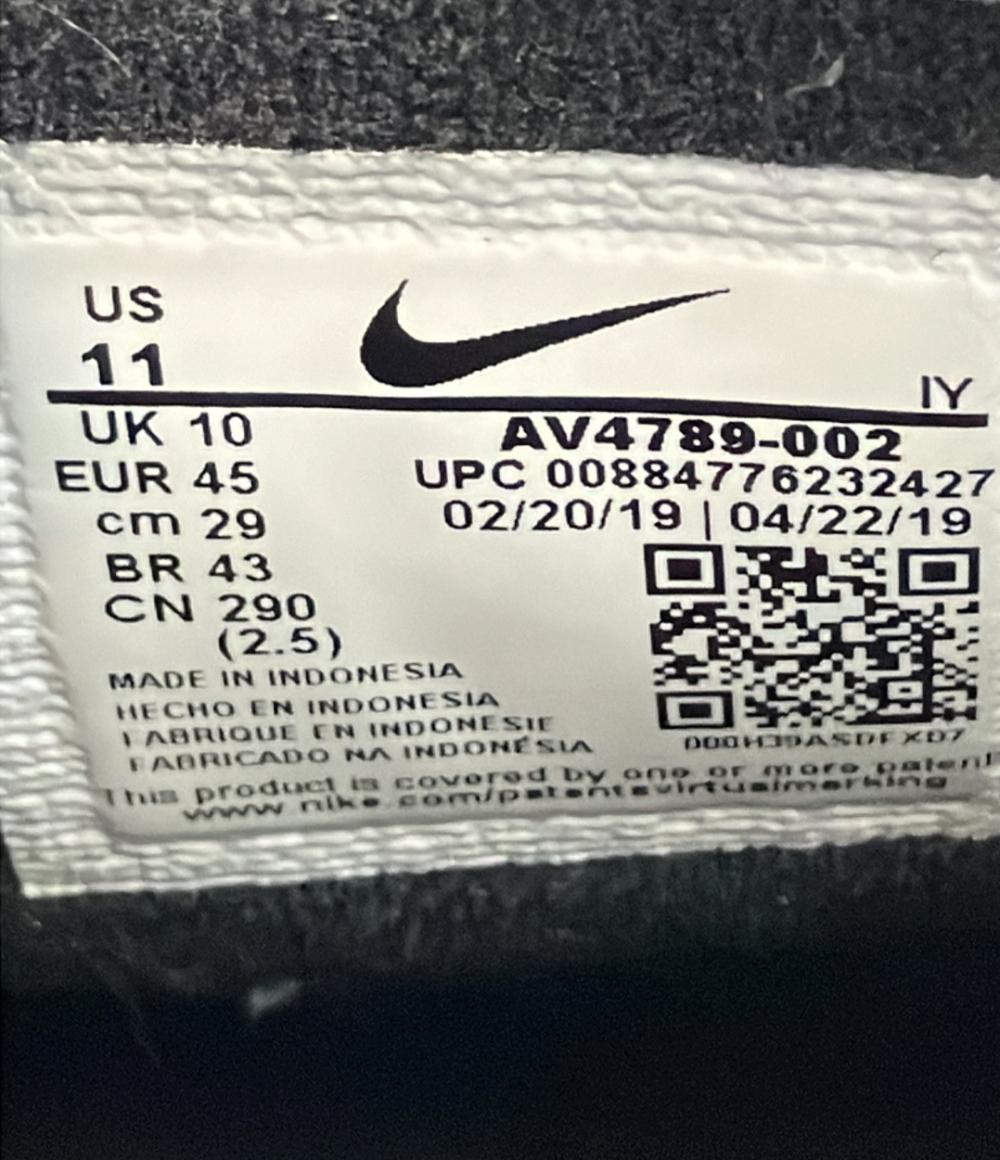 US
11
IY
UK 10
AV4789-002
EUR 45
UPC 00884776232427
cm 29
02/20/19 | 04/22/19
BR 43
CN 290
(2.5)
MADE IN INDONESIA
HECHO EN INDONESIA
FABRIQUE EN INDONESIE
FABRICADO NA INDONÉSIA
This product is covered by one or more patent
www.nike.com/patentsvirtualmarking